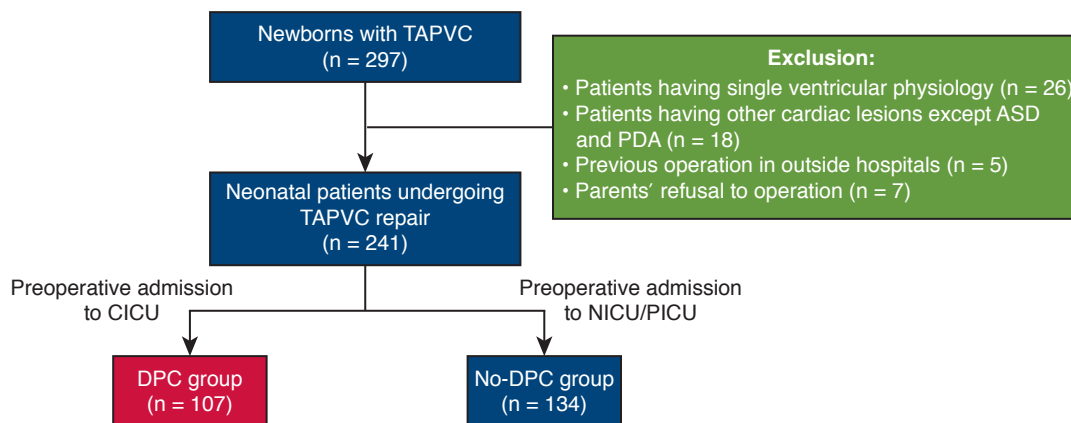 Newborns with TAPVC
(n = 297)
Exclusion:
• Patients having single ventricular physiology (n = 26)
• Patients having other cardiac lesions except ASD
and PDA (n = 18)
• Previous operation in outside hospitals (n = 5)
• Parents′ refusal to operation (n = 7)
Neonatal patients undergoing
TAPVC repair
(n = 241)
Preoperative admission
to CICU
Preoperative admission
to NICU/PICU
DPC group
(n = 107)
No-DPC group
(n = 134)